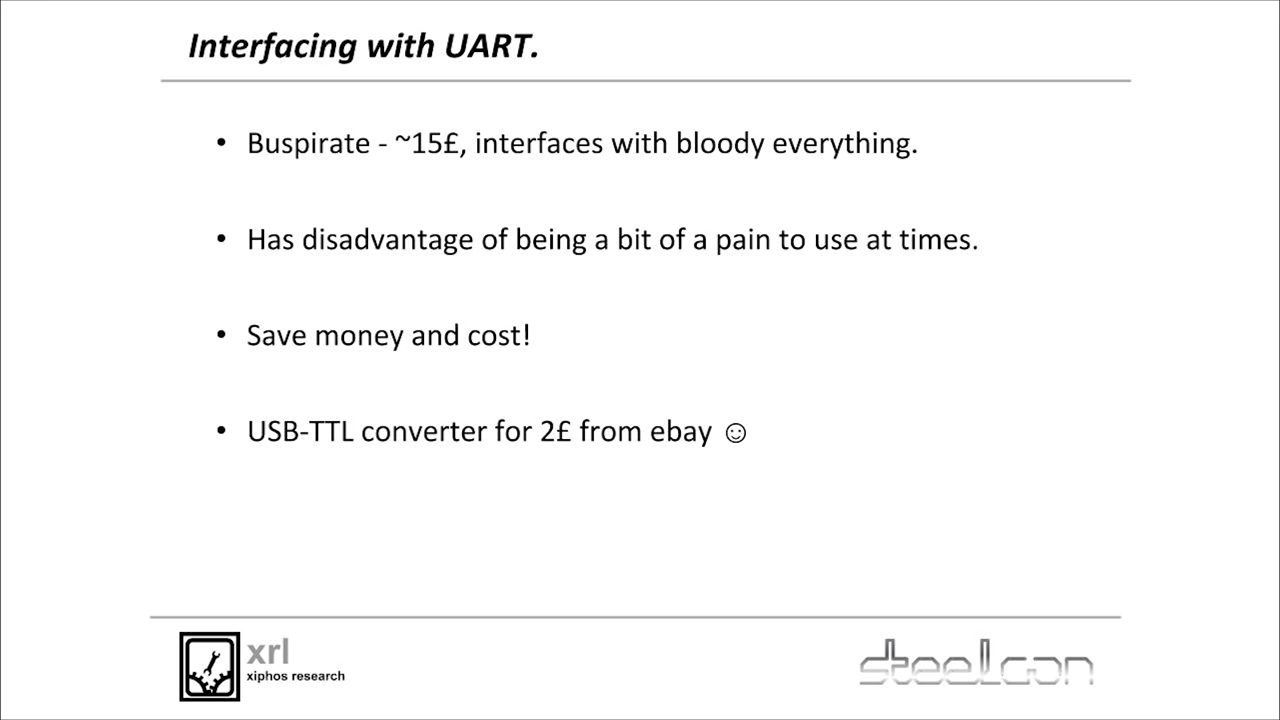 Interfacing with UART.
• Buspirate - ~15£, interfaces with bloody everything.
• Has disadvantage of being a bit of a pain to use at times.
• Save money and cost!
• USB-TTL converter for 2£ from ebay ☺
xrl
xiphos research
steelcon